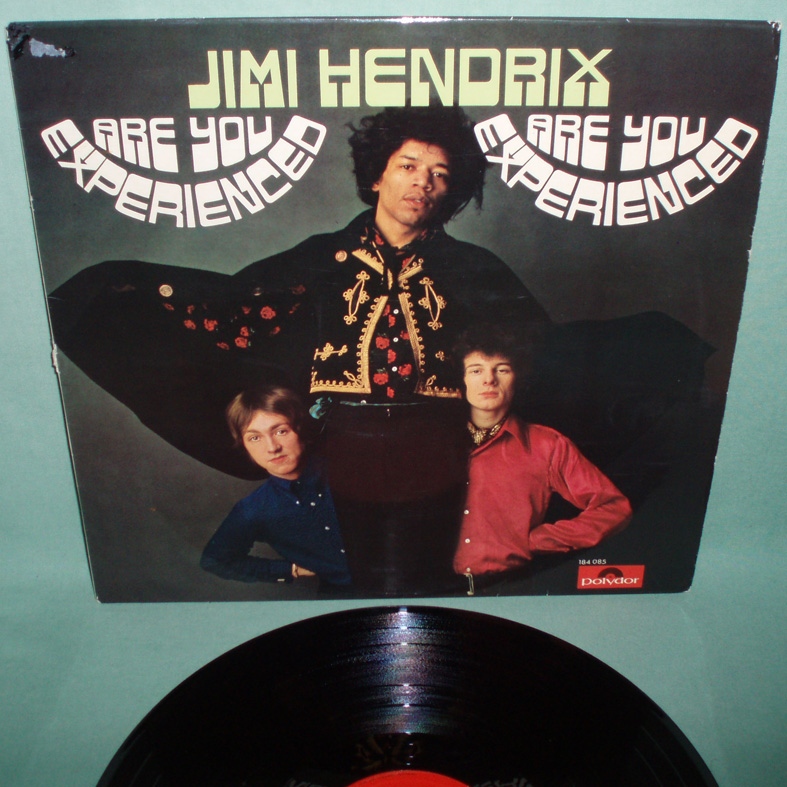 JIMI HENDRIX
ARE YOU
EXPERIENCED
ARE YOU
EXPERIENCED
184 085
polydor